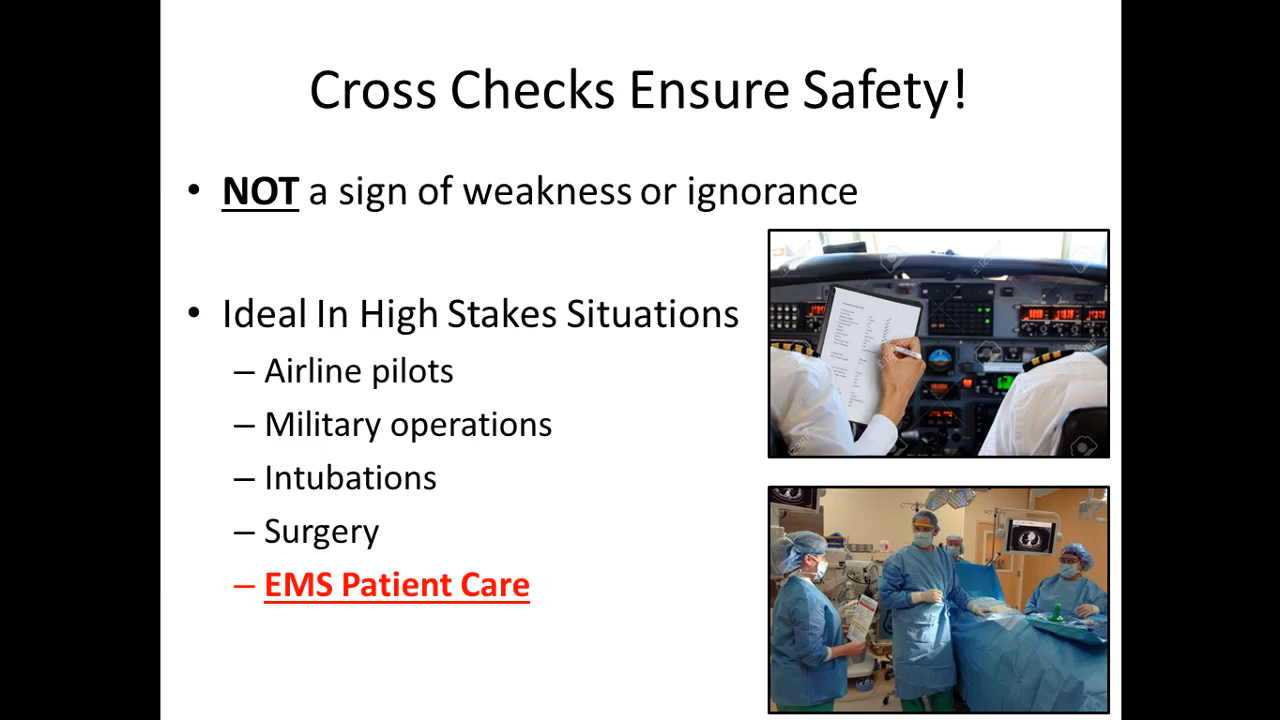 Cross Checks Ensure Safety!
• NOT a sign of weakness or ignorance
• Ideal In High Stakes Situations
– Airline pilots
– Military operations
– Intubations
– Surgery
– EMS Patient Care